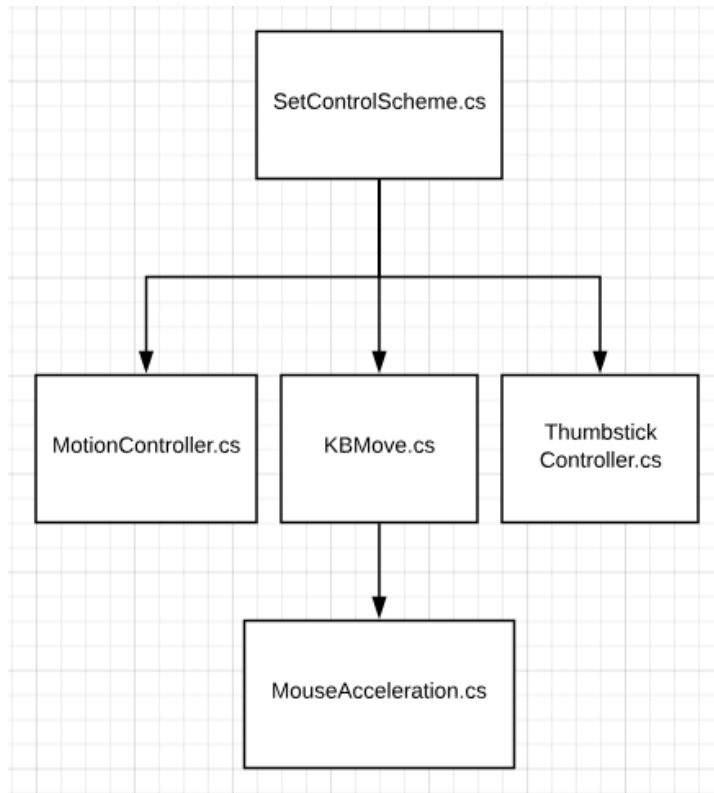 SetControlScheme.cs
MotionController.cs
KBMove.cs
Thumbstick
Controller.cs
MouseAcceleration.cs